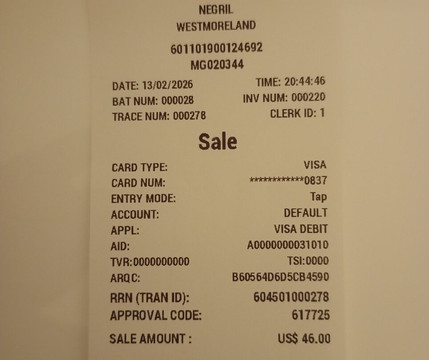 NEGRIL
WESTMORELAND
601101900124692
MG020344
DATE: 13/02/2026 TIME: 20:44:46
BAT NUM: 000028 INV NUM: 000220
TRACE NUM: 000278 CLERK ID: 1
Sale
CARD TYPE: VISA
CARD NUM: ************0837
ENTRY MODE: Tap
ACCOUNT: DEFAULT
APPL: VISA DEBIT
AID: A0000000031010
TVR:0000000000 TSI:0000
ARQC: B60564D6D5CB4590
RRN (TRAN ID): 604501000278
APPROVAL CODE: 617725
SALE AMOUNT : US$ 46.00